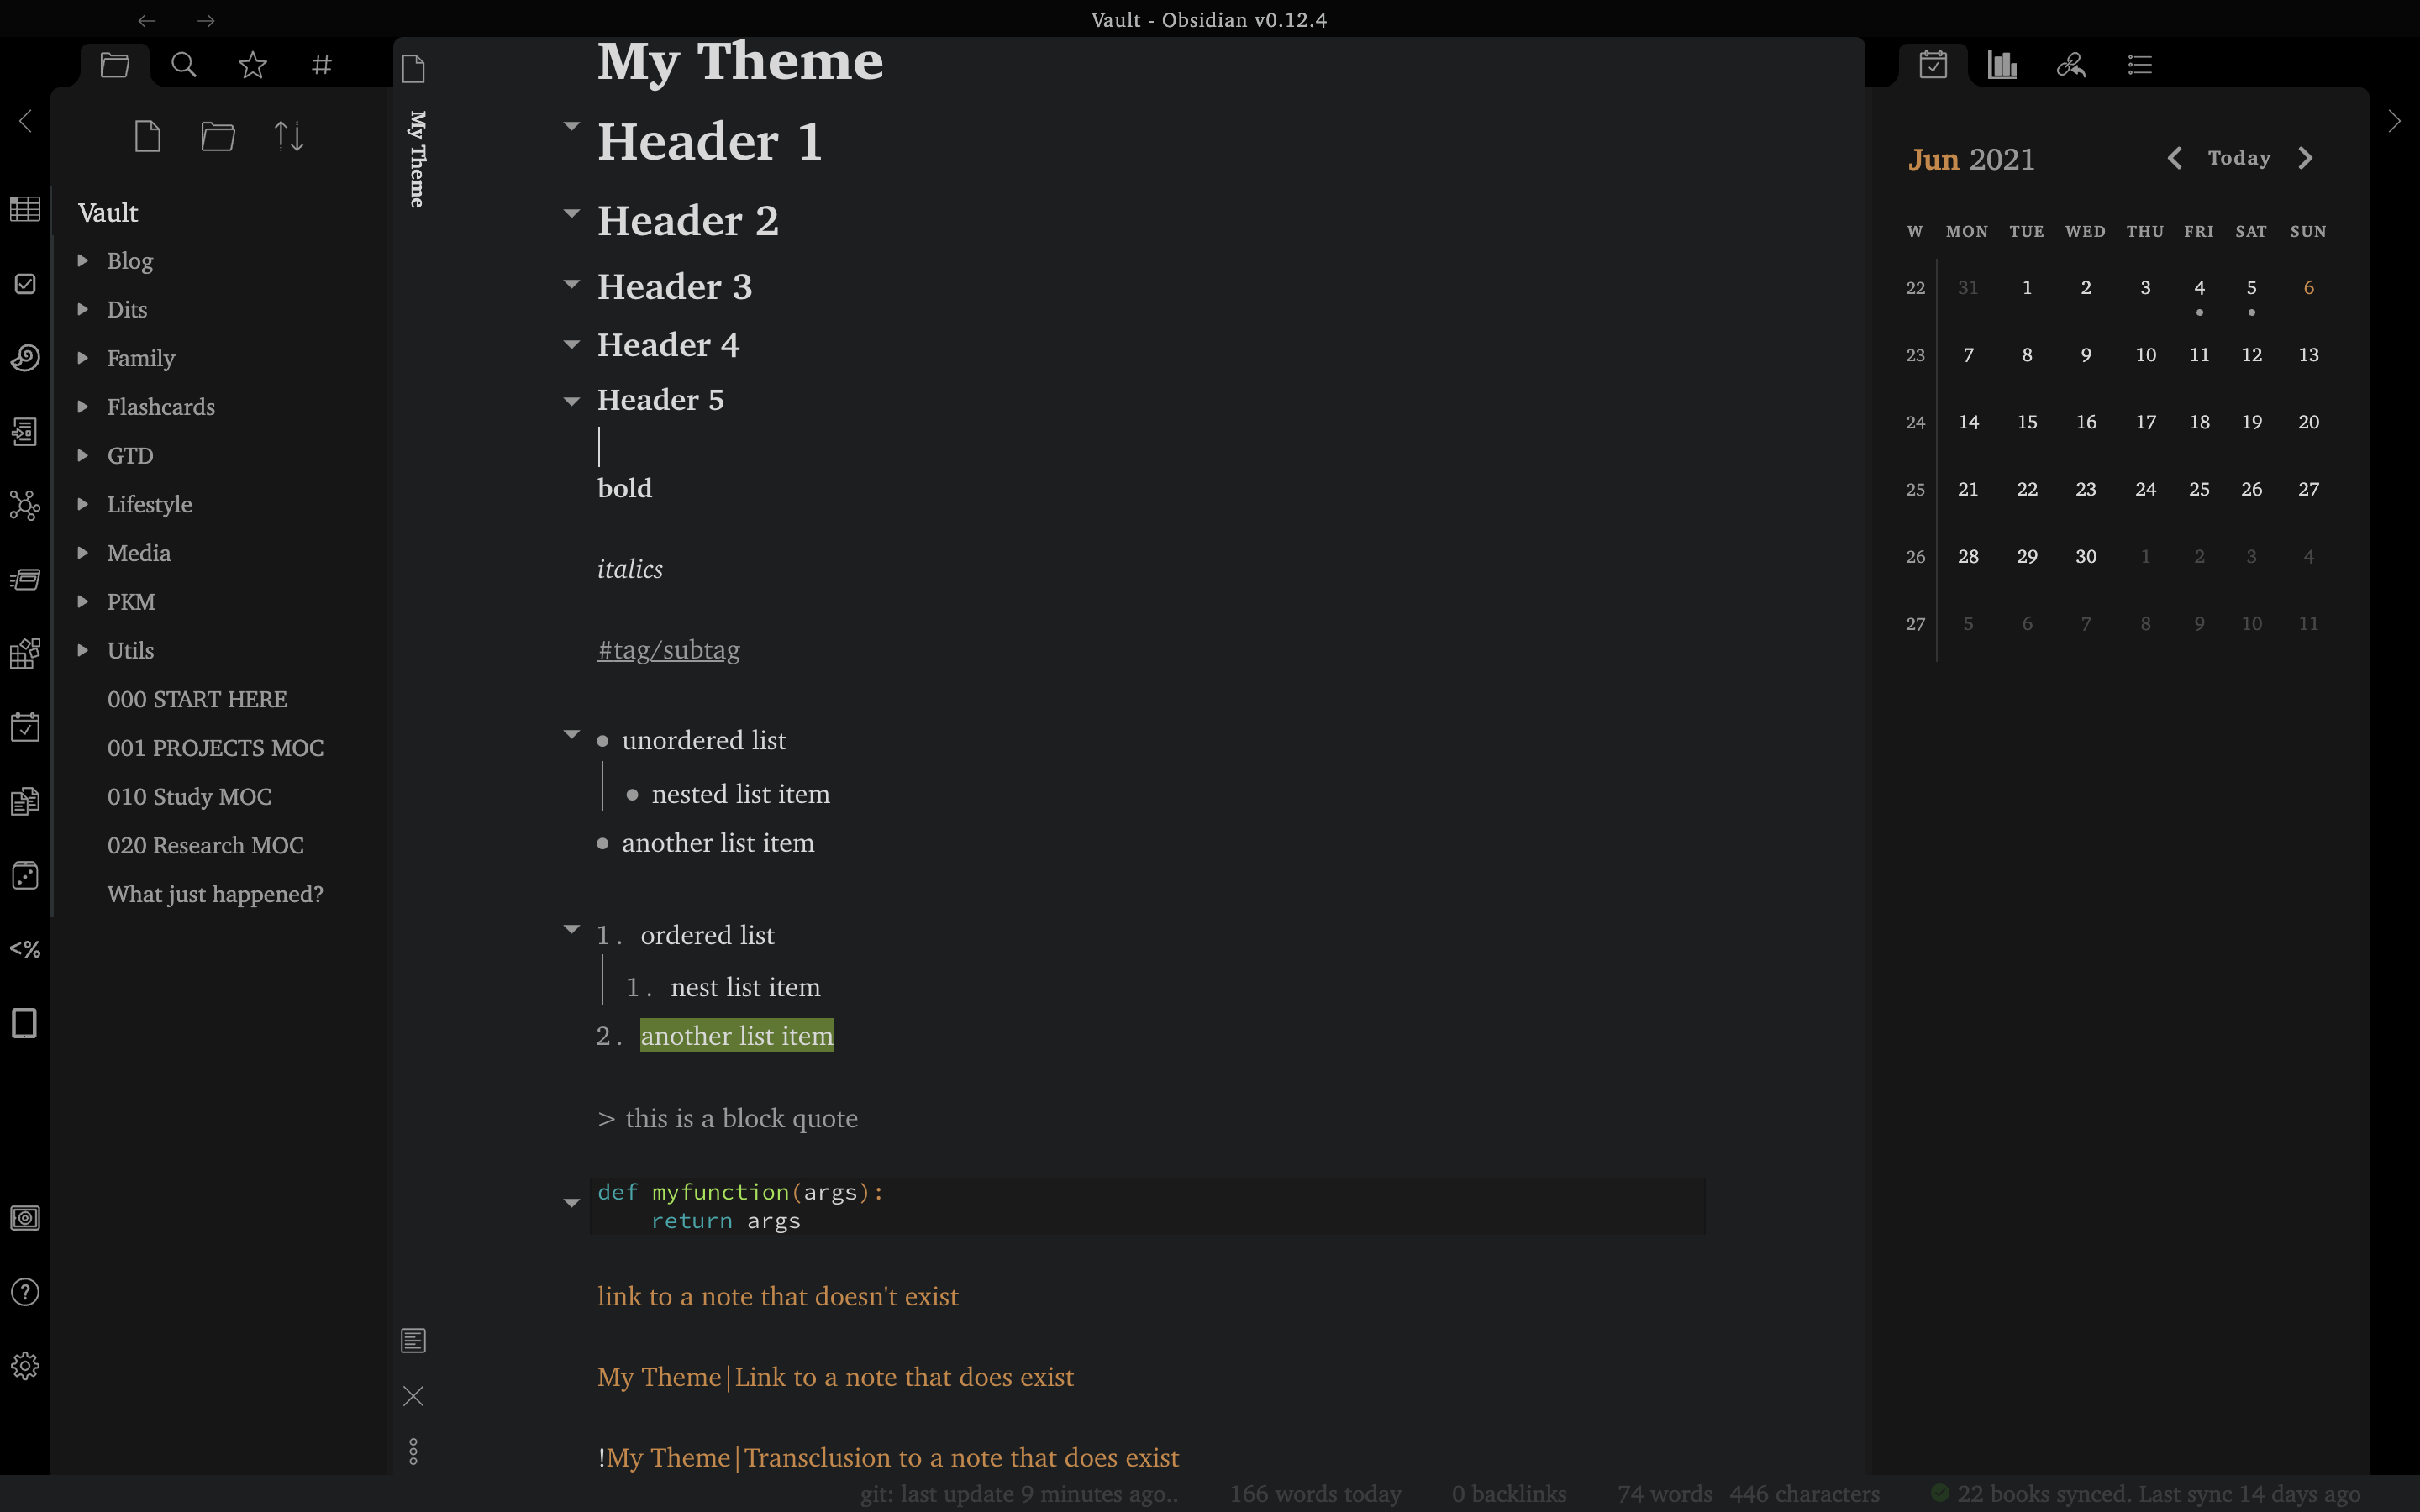 Vault - Obsidian v0.12.4
#
Vault
Blog
Dits
Family
Flashcards
GTD
Lifestyle
Media
PKM
Utils
000 START HERE
001 PROJECTS MOC
010 Study MOC
020 Research MOC
What just happened?
<%
My Theme
My Theme
Header 1
Header 2
Header 3
Header 4
Header 5
bold
italics
#tag/subtag
unordered list
nested list item
another list item
1. ordered list
1. nest list item
2. another list item
> this is a block quote
def myfunction(args):
return args
link to a note that doesn't exist
My Theme|Link to a note that does exist
!My Theme|Transclusion to a note that does exist
Jun 2021
Today
W MON TUE WED THU FRI SAT SUN
22 31 1 2 3 4 5 6
23 7 8 9 10 11 12 13
24 14 15 16 17 18 19 20
25 21 22 23 24 25 26 27
26 28 29 30 1 2 3 4
27 5 6 7 8 9 10 11
git: last update 9 minutes ago.. 166 words today 0 backlinks 74 words 446 characters 22 books synced. Last sync 14 days ago